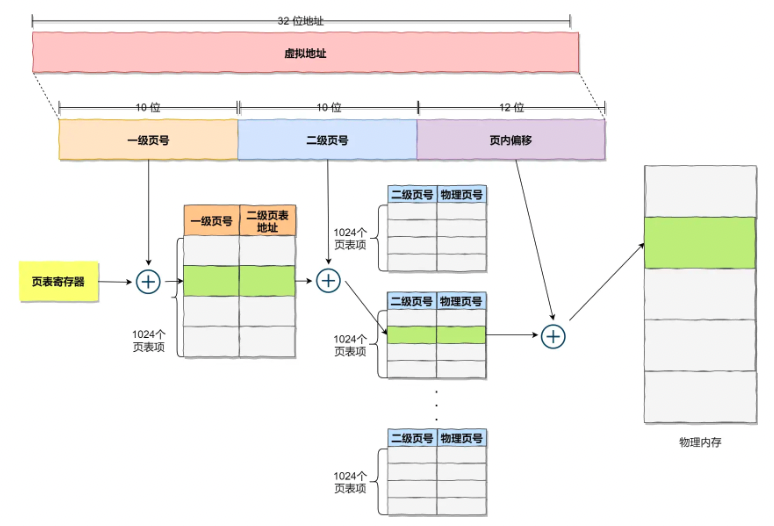 32 位地址
虚拟地址
10 位
10 位
12 位
一级页号
二级页号
页内偏移
二级页号
物理页号
1024个
页表项
一级页号
二级页表
地址
页表寄存器
1024个
页表项
二级页号
物理页号
1024个
页表项
二级页号
物理页号
1024个
页表项
物理内存